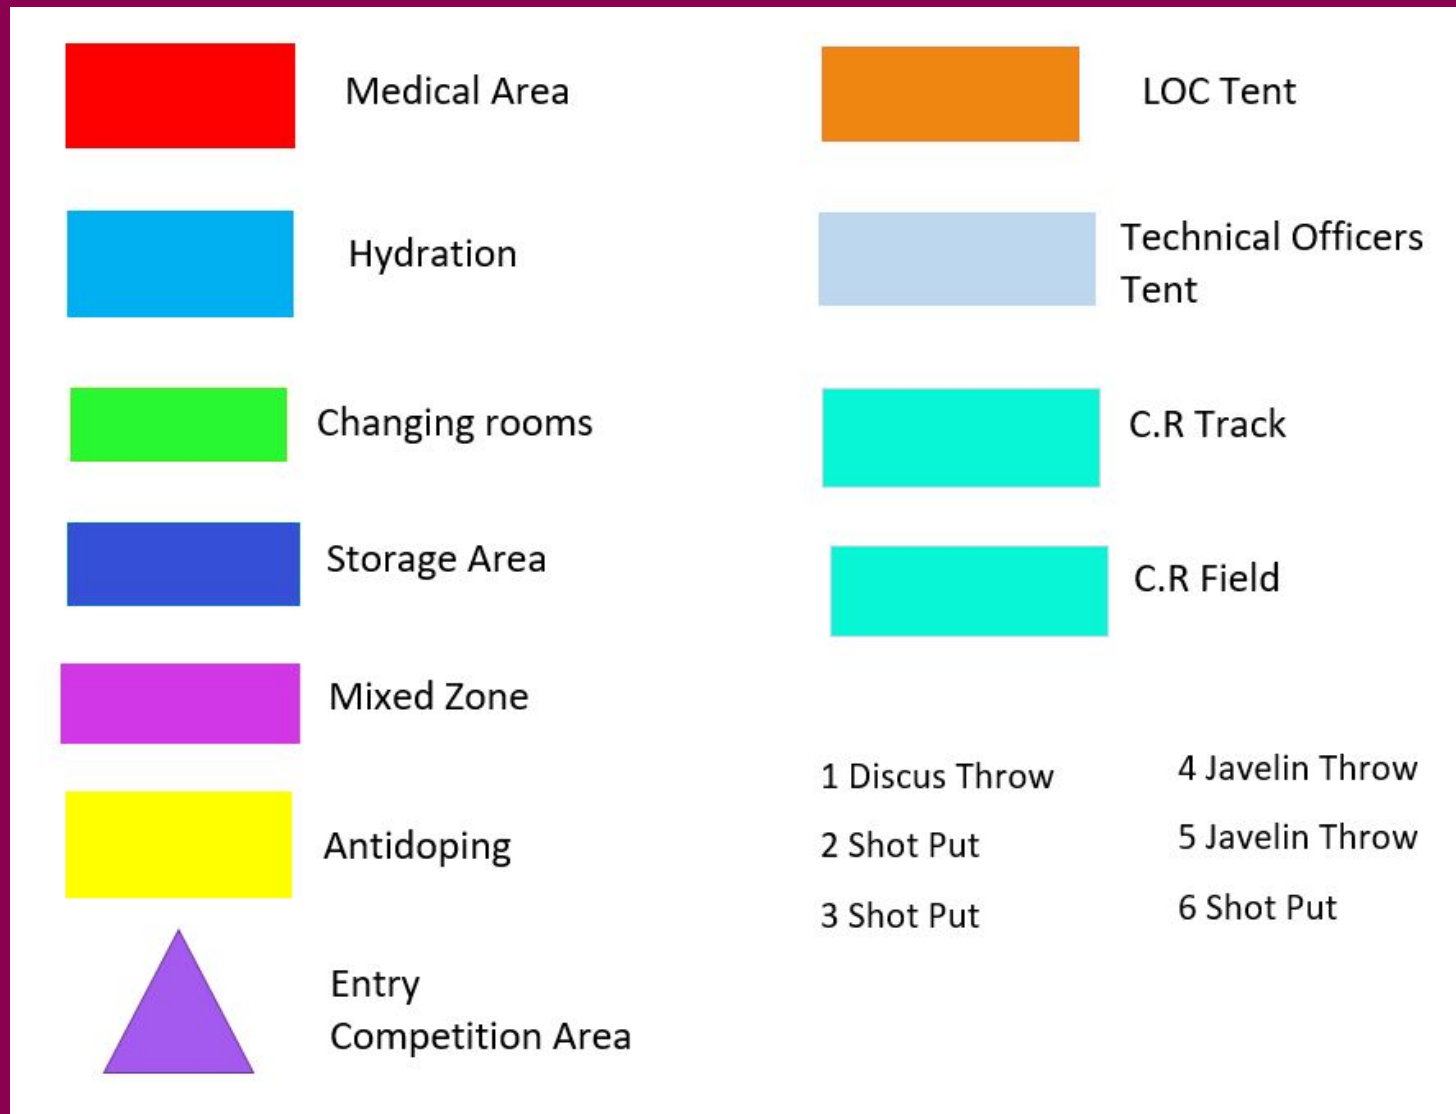 Medical Area
Hydration
Changing rooms
Storage Area
Mixed Zone
Antidoping
Entry
Competition Area
LOC Tent
Technical Officers
Tent
C.R Track
C.R Field
1 Discus Throw
2 Shot Put
3 Shot Put
4 Javelin Throw
5 Javelin Throw
6 Shot Put